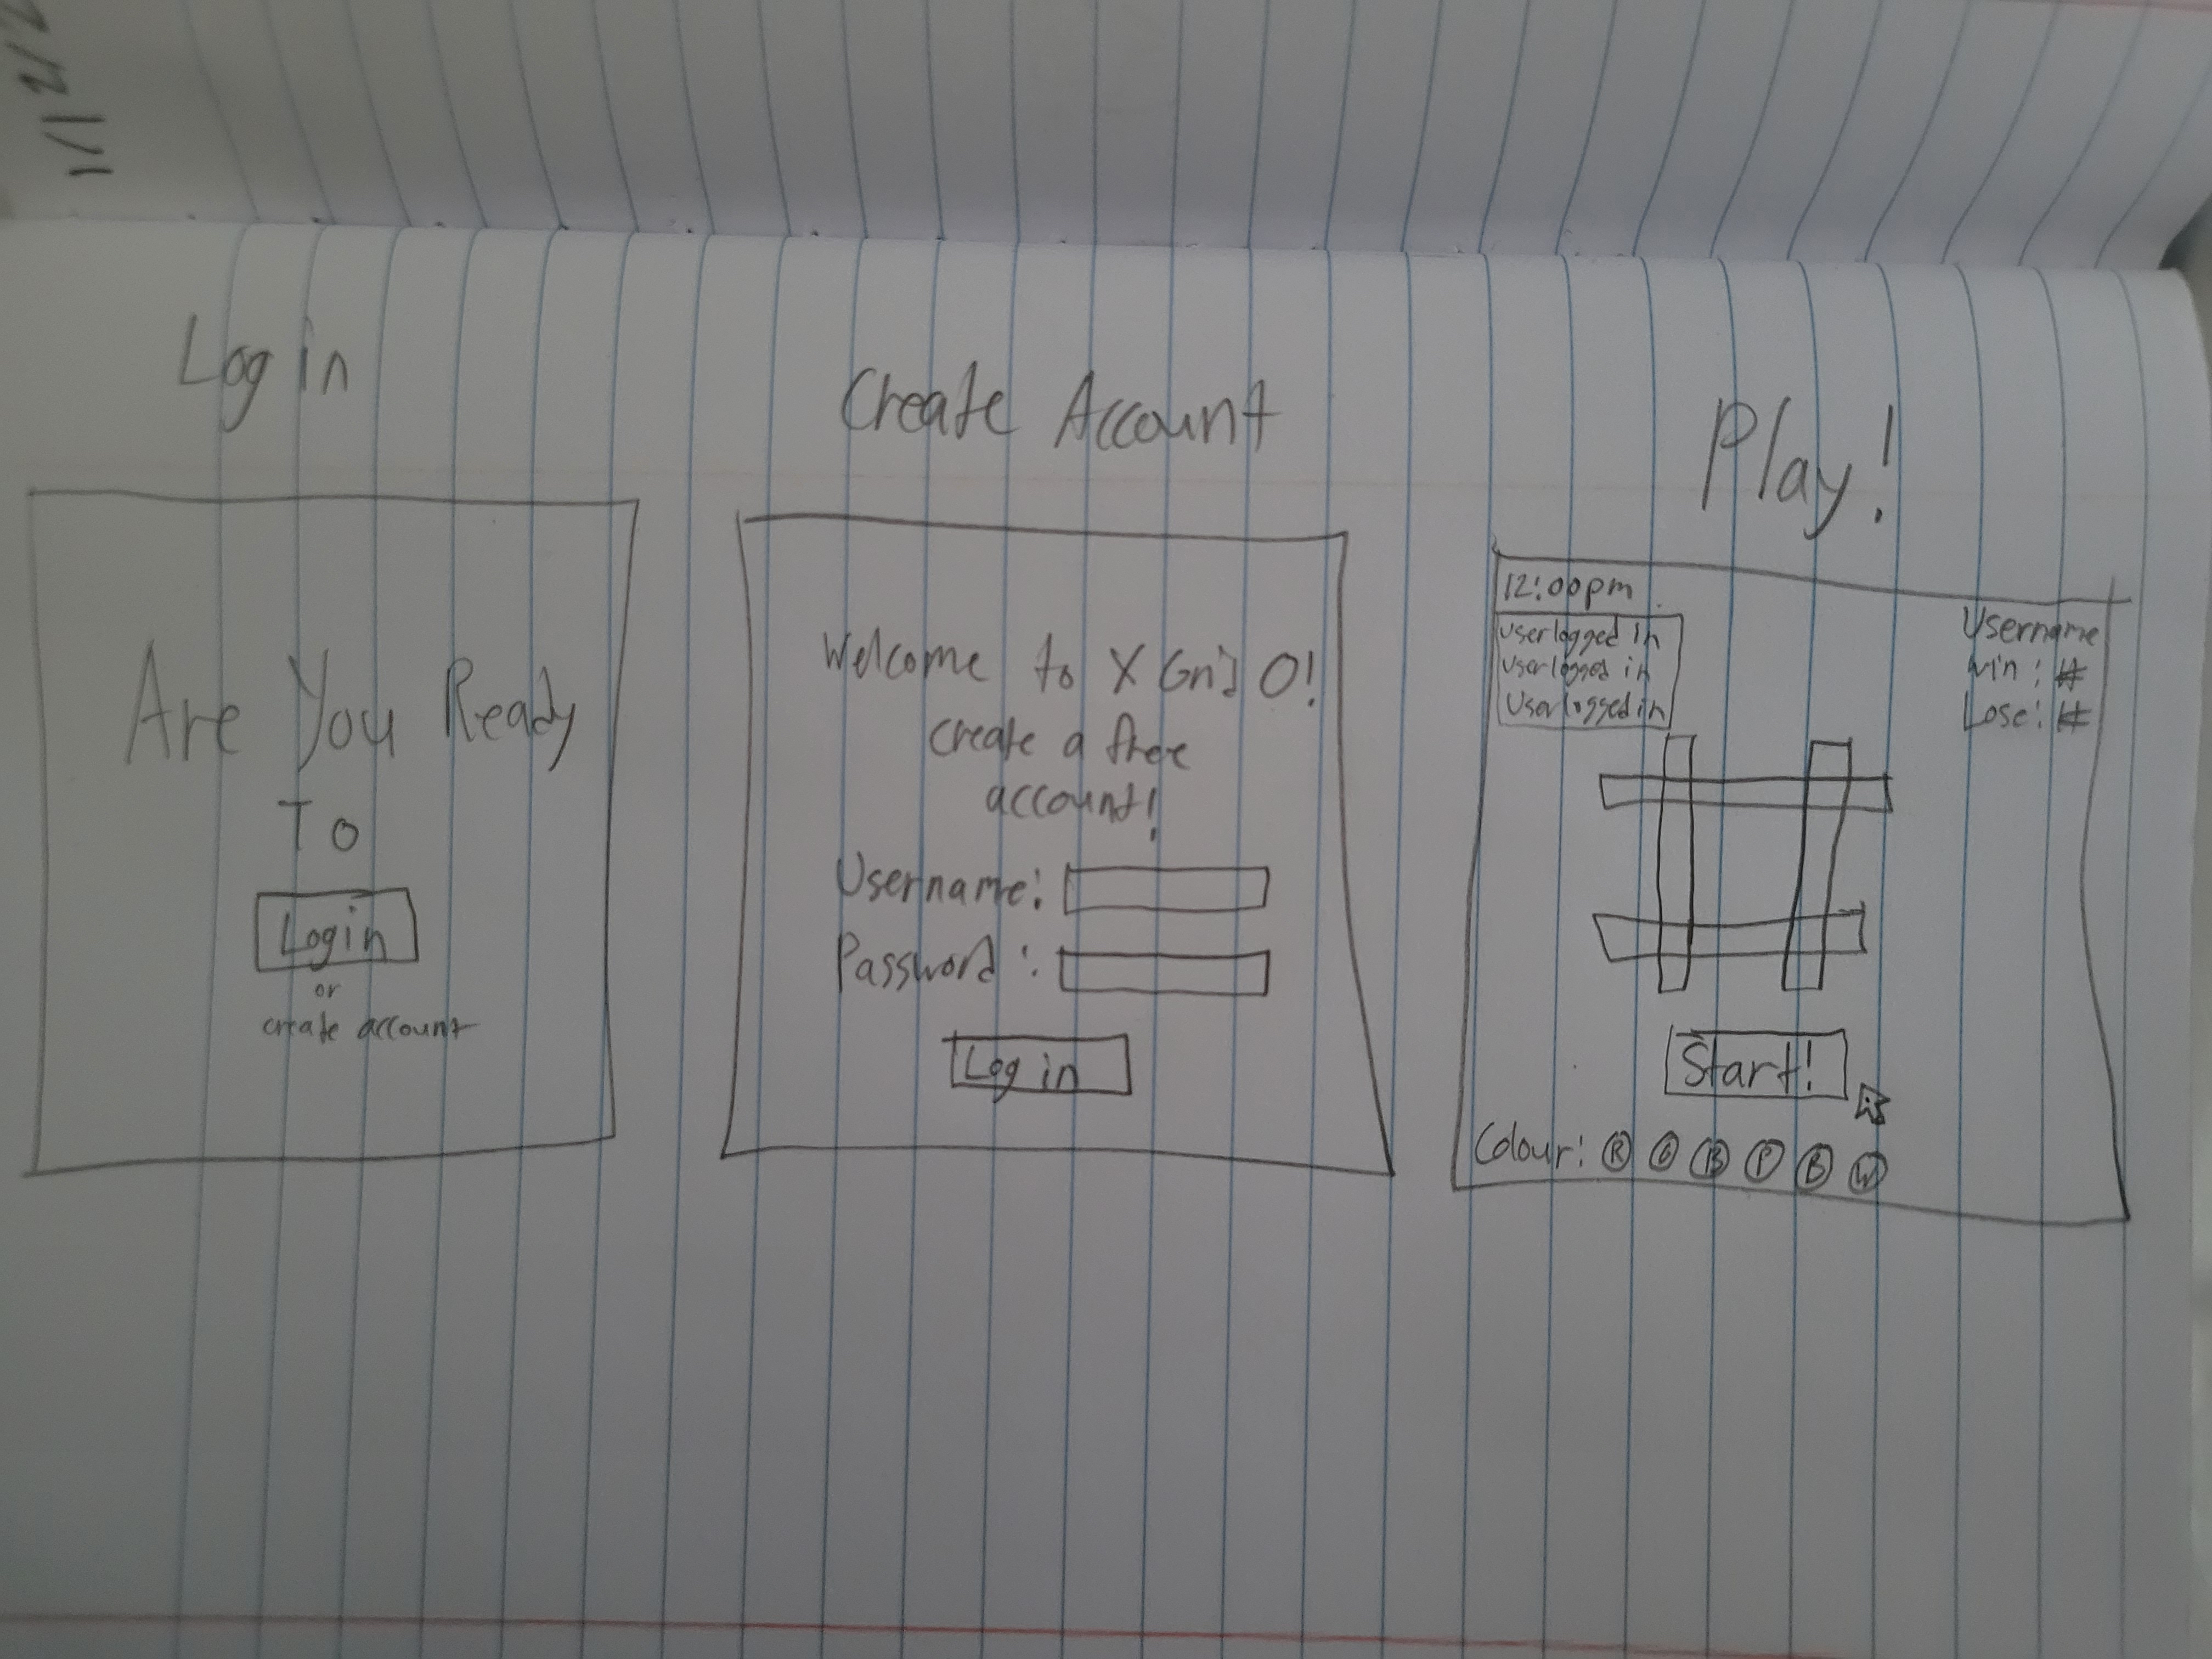 1/12/2
Log in
Are You Ready
To
Login
or
create account
Create Account
Welcome to X Grid O!
create a free
account!
Username:
Password :
Log in
Play!
12:00pm
user logged in
user logged in
User logged in
Username
win : #
Lose: #
Start!
Colour: R G B P B W